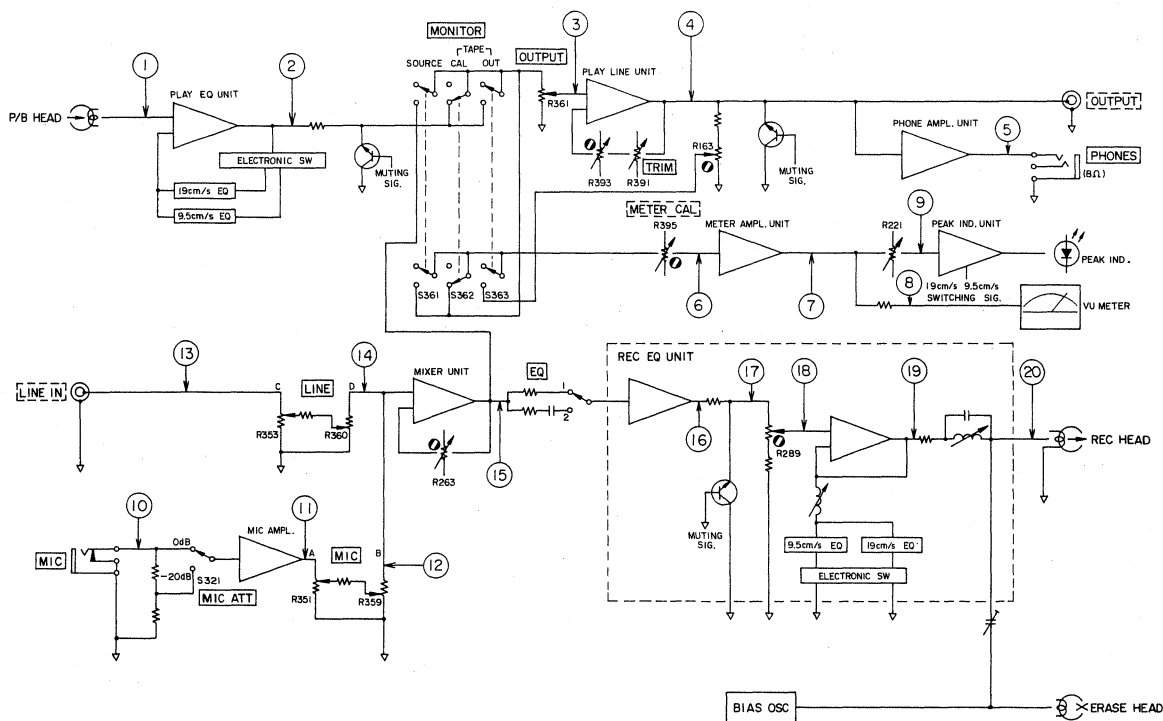 MONITOR
TAPE
SOURCE CAL OUT
OUTPUT
1
2
3
4
P/B HEAD
PLAY EQ UNIT
ELECTRONIC SW
19cm/s EQ
9.5cm/s EQ
MUTING SIG.
R361
PLAY LINE UNIT
R393
R391
TRIM
R163
MUTING SIG.
OUTPUT
PHONE AMPL. UNIT
5
PHONES
(8Ω)
METER CAL
R395
6
METER AMPL. UNIT
7
R221
9
PEAK IND. UNIT
PEAK IND.
8
19cm/s 9.5cm/s
SWITCHING SIG.
VU METER
S361 S362 S363
LINE IN
13
C
LINE
D
14
R353
R360
MIXER UNIT
R263
15
EQ
1
2
REC EQ UNIT
16
17
18
19
20
R289
MUTING SIG.
9.5cm/s EQ
19cm/s EQ
ELECTRONIC SW
REC HEAD
MIC
10
0dB
-20dB
S321
MIC ATT
MIC AMPL.
11
A
MIC
B
12
R351
R359
BIAS OSC
ERASE HEAD